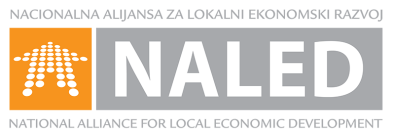 NACIONALNA ALIJANSA ZA LOKALNI EKONOMSKI RAZVOJ
NALED
NATIONAL ALLIANCE FOR LOCAL ECONOMIC DEVELOPMENT